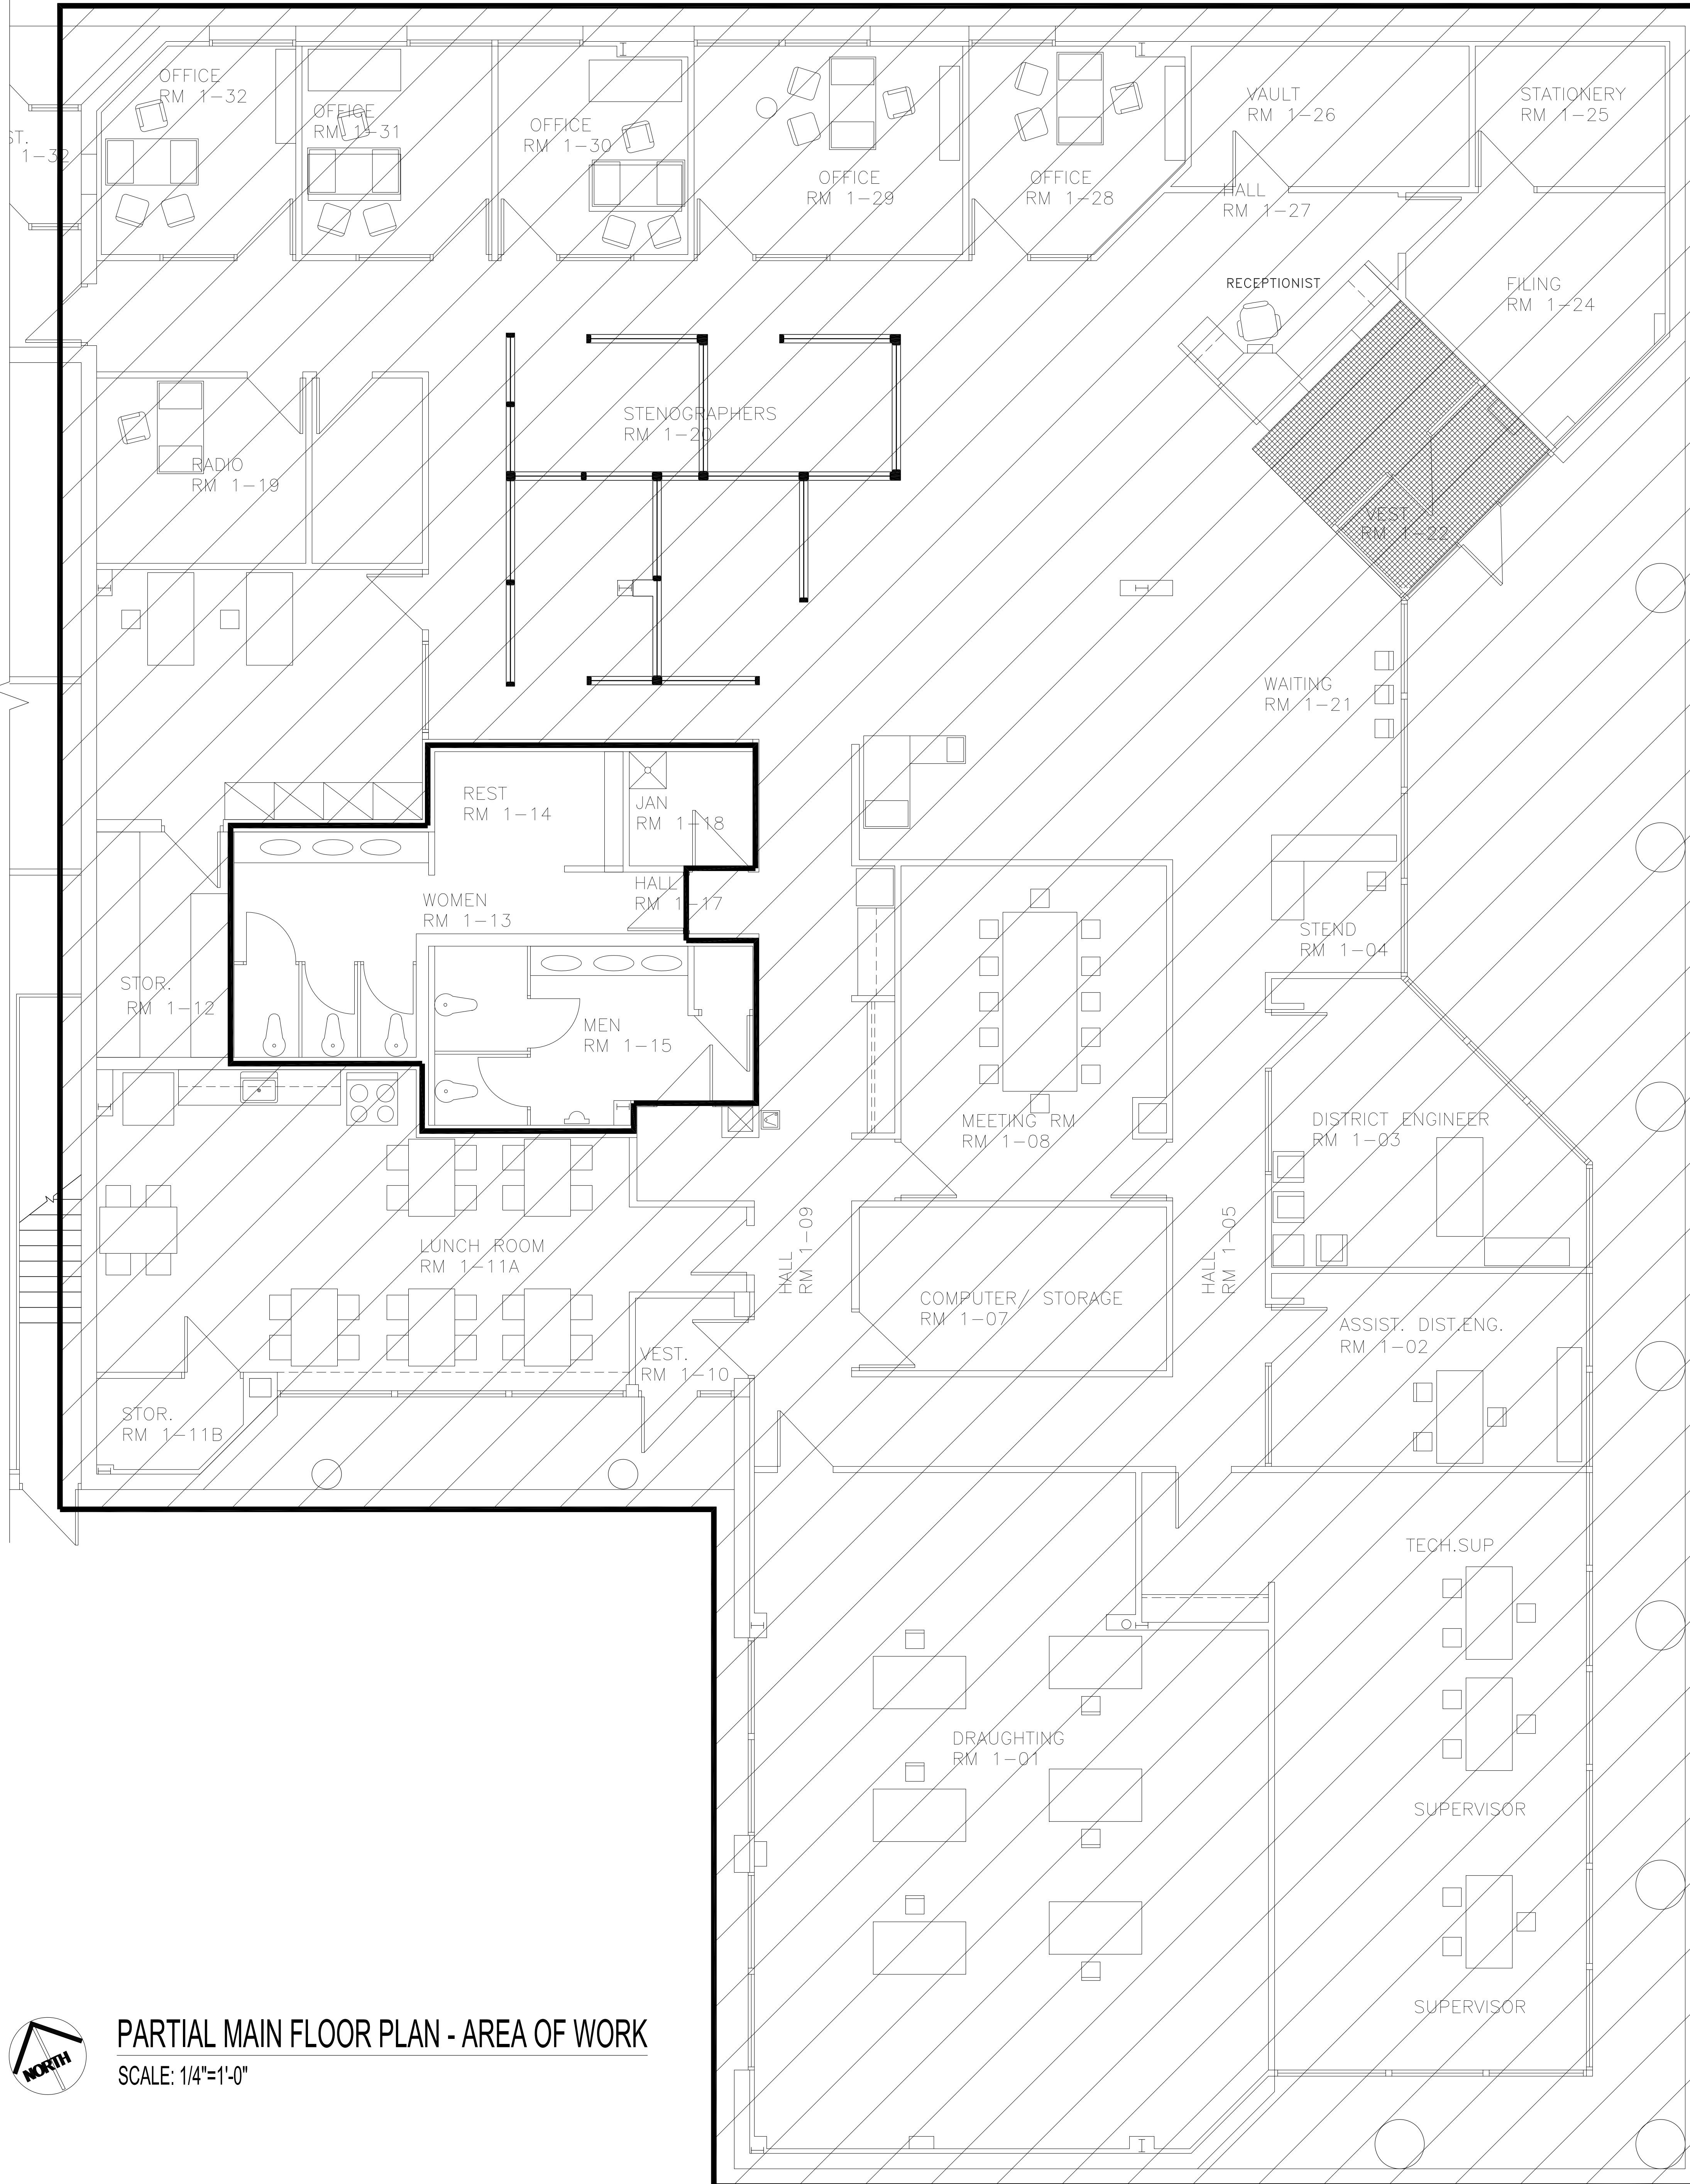 OFFICE
RM 1-32
OFFICE
RM 1-31
OFFICE
RM 1-30
OFFICE
RM 1-29
OFFICE
RM 1-28
VAULT
RM 1-26
STATIONERY
RM 1-25
ST.
1-32
HALL
RM 1-27
RECEPTIONIST
FILING
RM 1-24
STENOGRAPHERS
RM 1-20
RADIO
RM 1-19
VEST.
RM 1-22
WAITING
RM 1-21
REST
RM 1-14
JAN
RM 1-18
HALL
RM 1-17
WOMEN
RM 1-13
STEND
RM 1-04
STOR.
RM 1-12
MEN
RM 1-15
MEETING RM
RM 1-08
DISTRICT ENGINEER
RM 1-03
HALL
RM 1-09
HALL
RM 1-05
LUNCH ROOM
RM 1-11A
COMPUTER/ STORAGE
RM 1-07
ASSIST. DIST.ENG.
RM 1-02
VEST.
RM 1-10
STOR.
RM 1-11B
TECH.SUP
DRAUGHTING
RM 1-01
SUPERVISOR
SUPERVISOR
NORTH
PARTIAL MAIN FLOOR PLAN - AREA OF WORK
SCALE: 1/4"=1'-0"